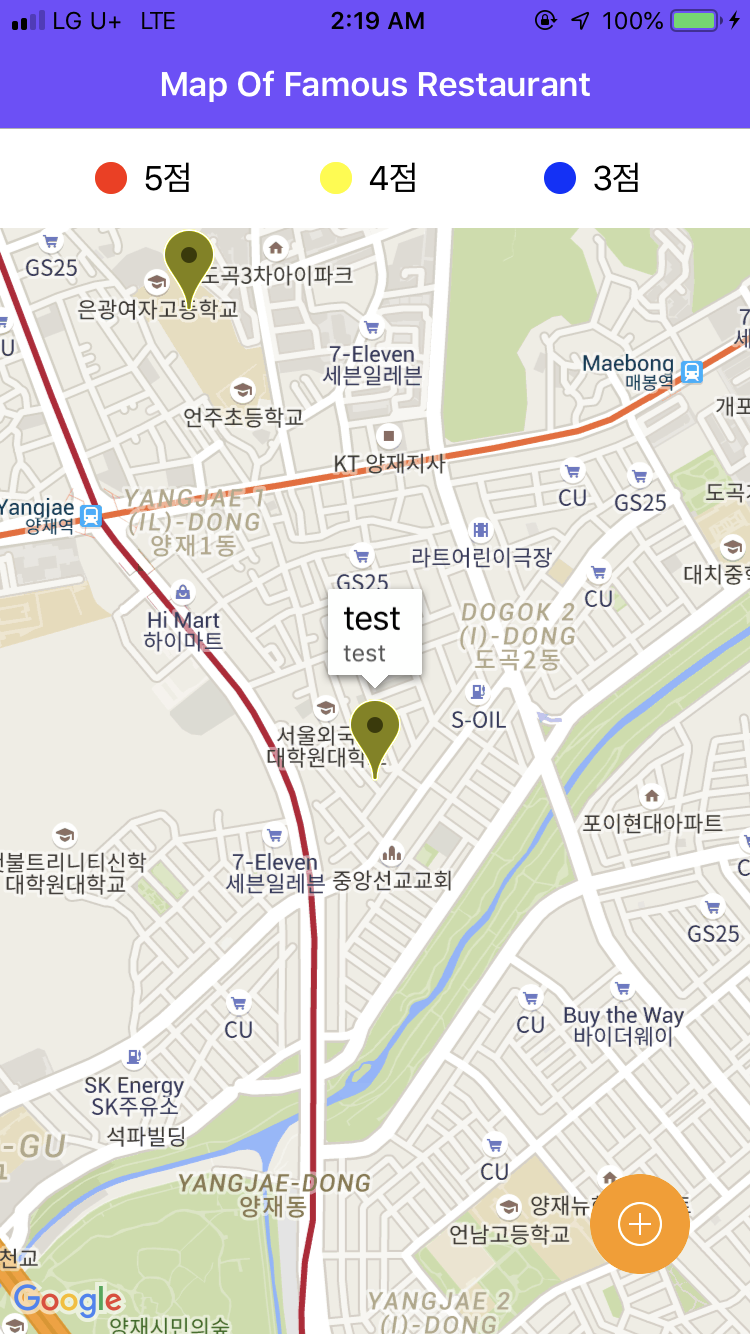 LG U+ LTE 2:19 AM 100%
Map Of Famous Restaurant
5점 4점 3점
GS25
도곡3차아이파크
은광여자고등학교
U
7-Eleven
세븐일레븐
Maebong
매봉역
7
세
언주초등학교
개포
KT 양재지사
Yangjae
양재역
YANGJAE 1
(IL)-DONG
양재1동
CU
GS25
도곡
라트어린이극장
GS25
CU
대치중학
Hi Mart
하이마트
test
test
DOGOK 2
(I)-DONG
도곡2동
S-OIL
서울외국
대학원대학교
포이현대아파트
불트리니티신학
대학원대학교
7-Eleven
세븐일레븐
중앙선교교회
C
GS25
CU
CU
Buy the Way
바이더웨이
SK Energy
SK주유소
석파빌딩
-GU
CU
YANGJAE-DONG
양재동
양재뉴
언남고등학교
천교
Google
YANGJAE 2
(I)-DONG
양재시민의숲